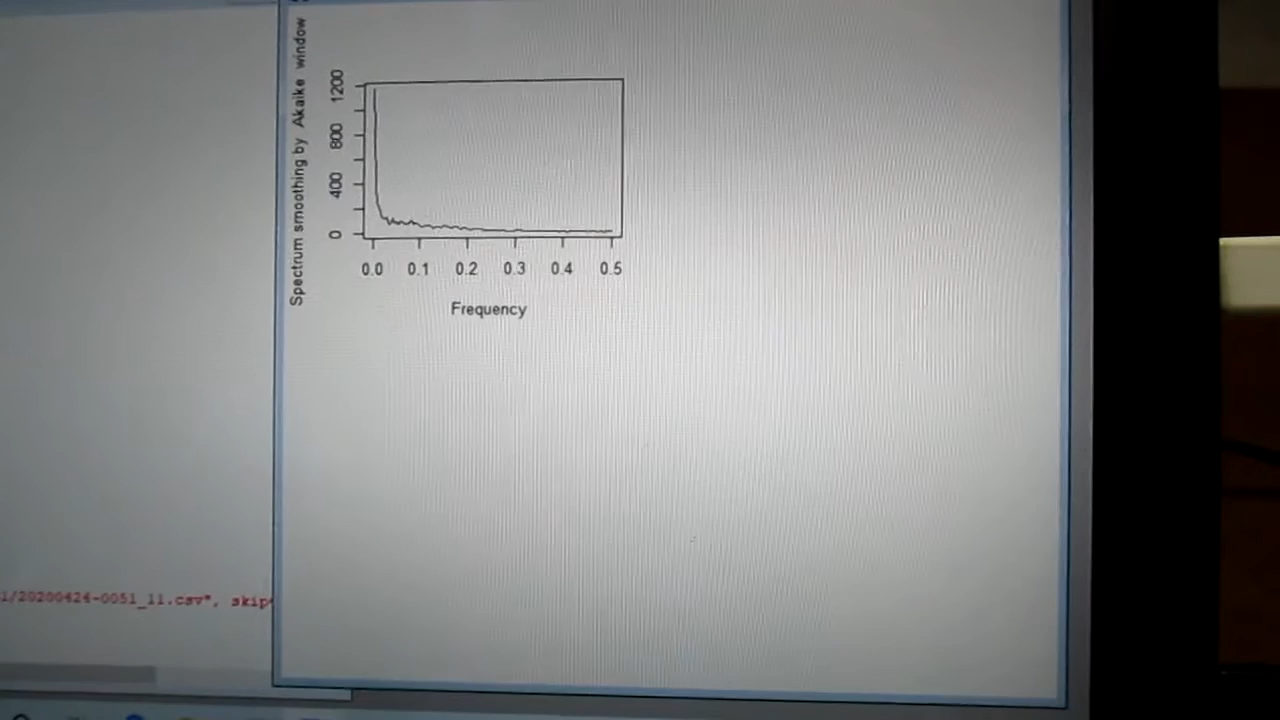 Spectrum smoothing by Akaike window
1200
800
400
0
0.0 0.1 0.2 0.3 0.4 0.5
Frequency
1/20200424-0051_11.csv", skip